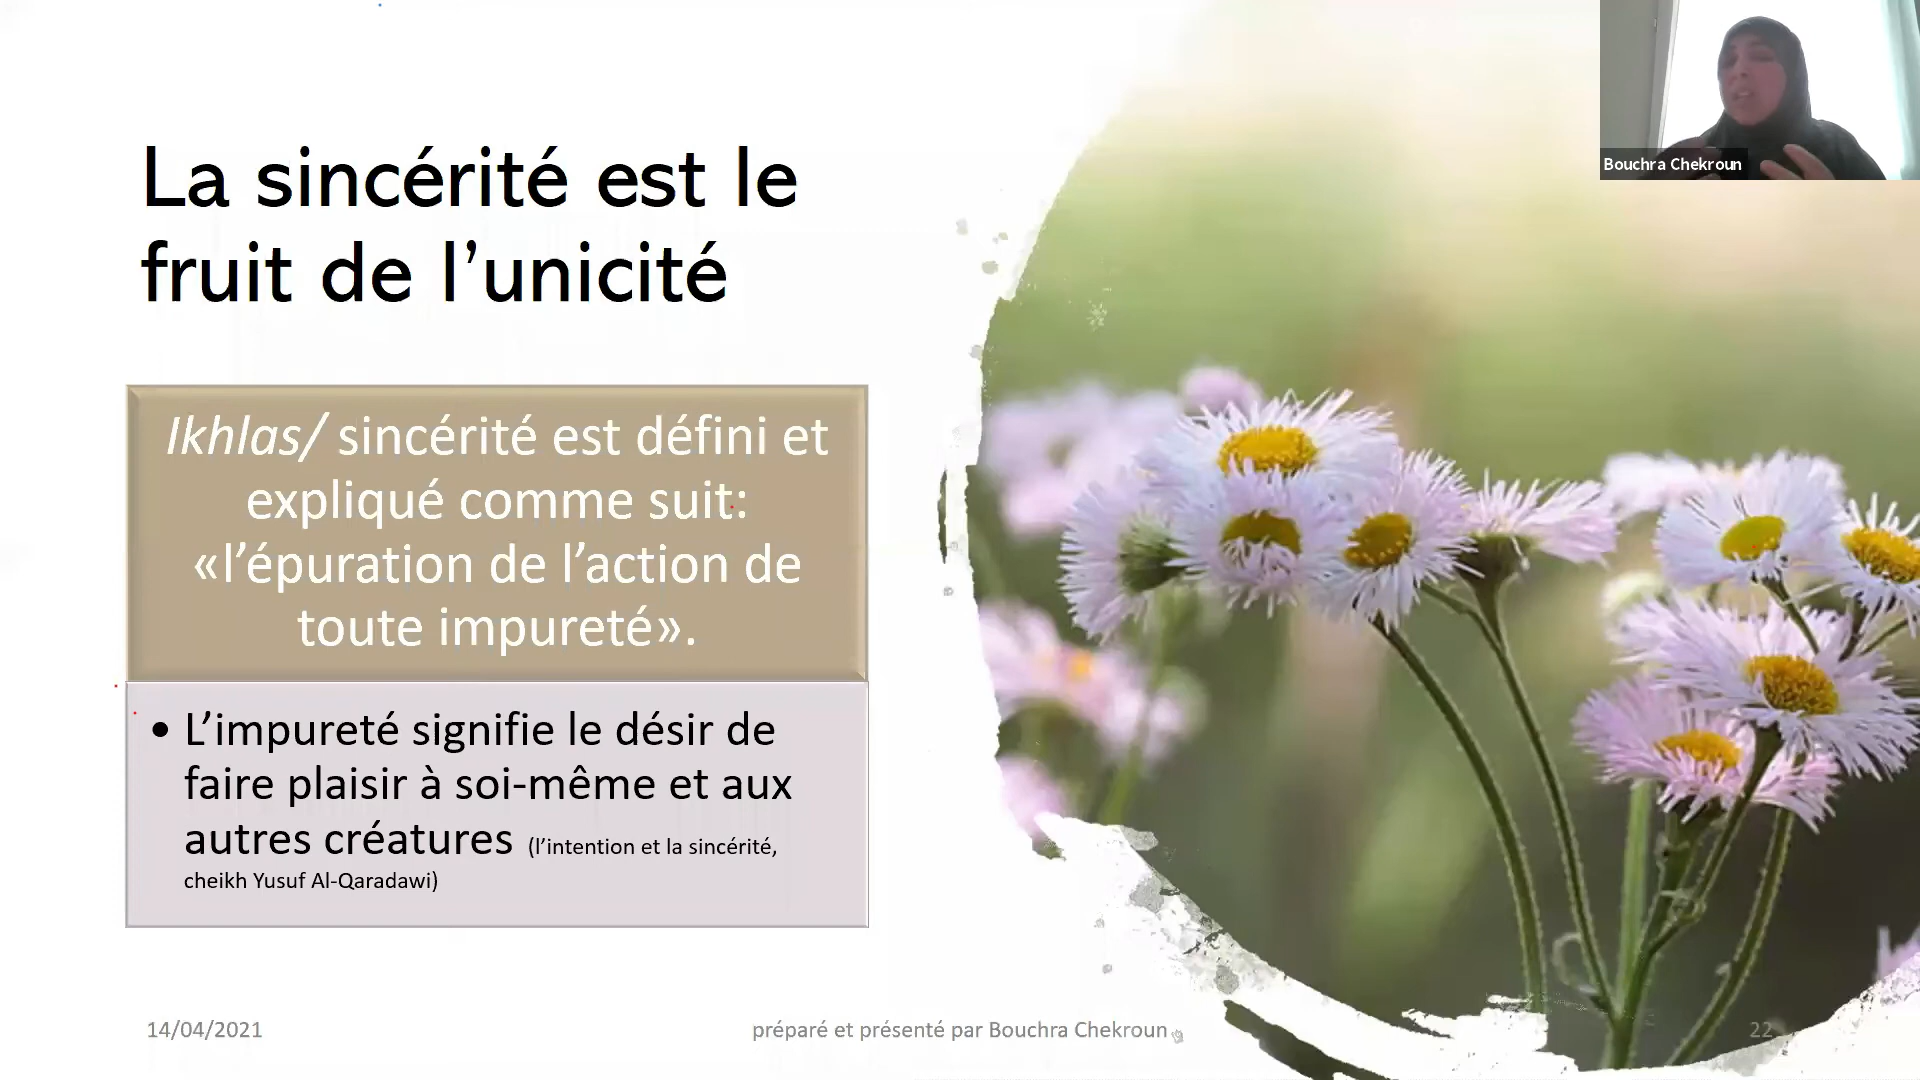 La sincérité est le
fruit de l’unicité
Ikhlas/ sincérité est défini et
expliqué comme suit:
«l’épuration de l’action de
toute impureté».
• L’impureté signifie le désir de
faire plaisir à soi-même et aux
autres créatures (l’intention et la sincérité,
cheikh Yusuf Al-Qaradawi)
14/04/2021
préparé et présenté par Bouchra Chekroun
22
Bouchra Chekroun